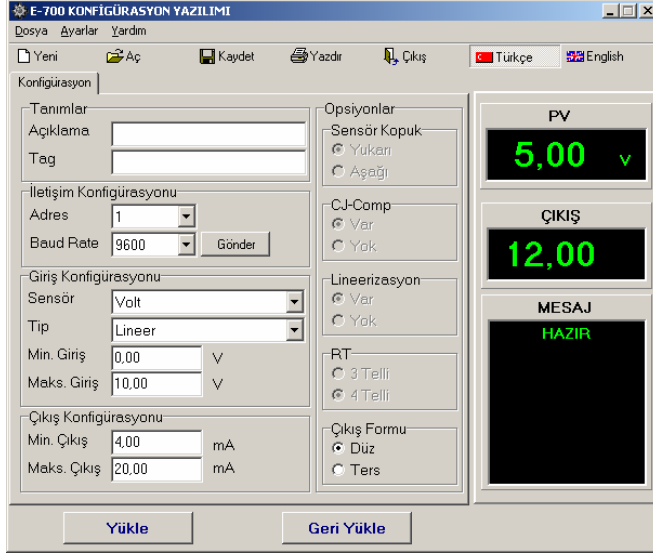 E-700 KONFİGÜRASYON YAZILIMI
Dosya Ayarlar Yardım
Yeni Aç Kaydet Yazdır Çıkış Türkçe English
Konfigürasyon
Tanımlar
Açıklama
Tag
İletişim Konfigürasyonu
Adres 1
Baud Rate 9600 Gönder
Giriş Konfigürasyonu
Sensör Volt
Tip Lineer
Min. Giriş 0,00 V
Maks. Giriş 10,00 V
Çıkış Konfigürasyonu
Min. Çıkış 4,00 mA
Maks. Çıkış 20,00 mA
Opsiyonlar
Sensör Kopuk
Yukarı
Aşağı
CJ-Comp
Var
Yok
Lineerizasyon
Var
Yok
RT
3 Telli
4 Telli
Çıkış Formu
Düz
Ters
PV
5,00 V
ÇIKIŞ
12,00
MESAJ
HAZIR
Yükle Geri Yükle